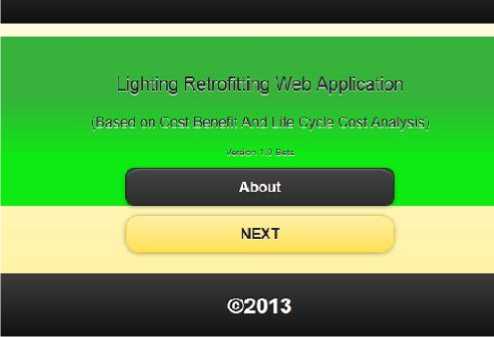 Lighting Retrofitting Web Application
(Based on Cost Benefit And Life Cycle Cost Analysis)
Version 1.0 Beta
About
NEXT
©2013